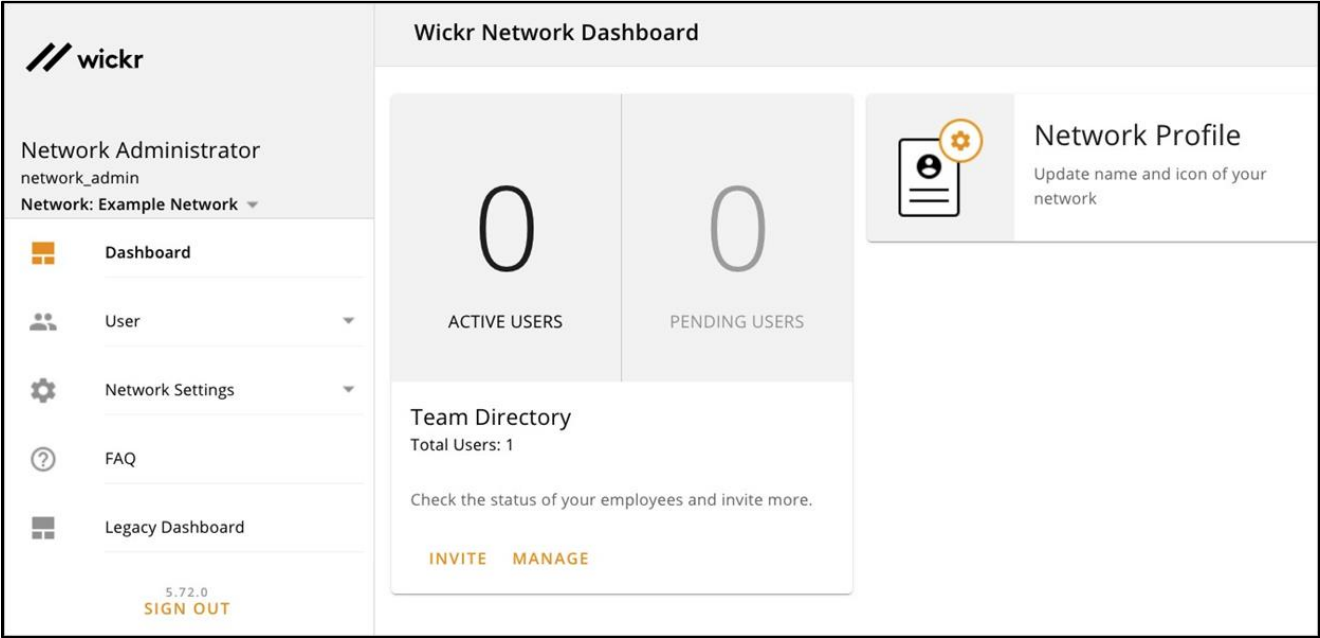 wickr
Network Administrator
network_admin
Network: Example Network
Dashboard
User
Network Settings
FAQ
Legacy Dashboard
5.72.0
SIGN OUT
Wickr Network Dashboard
0
ACTIVE USERS
0
PENDING USERS
Team Directory
Total Users: 1
Check the status of your employees and invite more.
INVITE MANAGE
Network Profile
Update name and icon of your
network